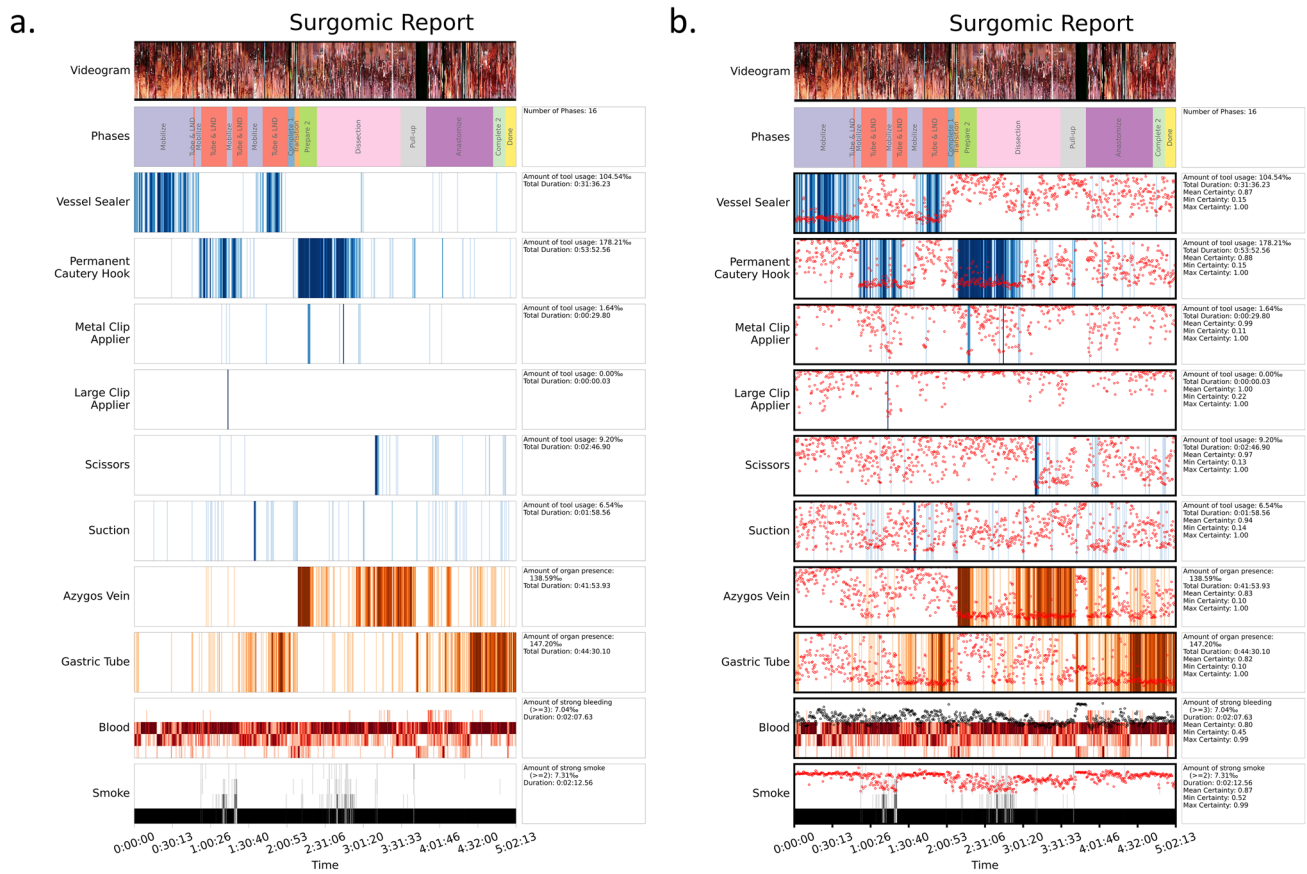 a.
Surgomic Report
Videogram
Phases
Mobilize
Tube & LND
Mobilize
Tube & LND
Mobilize
Tube & LND
Mobilize
Tube & LND
Complete 1
Transition
Prepare 2
Dissection
Pull-up
Anastomize
Complete 2
Done
Number of Phases: 16
Vessel Sealer
Amount of tool usage: 104.54‰
Total Duration: 0:31:36.23
Permanent
Cautery Hook
Amount of tool usage: 178.21‰
Total Duration: 0:53:52.56
Metal Clip
Applier
Amount of tool usage: 1.64‰
Total Duration: 0:00:29.80
Large Clip
Applier
Amount of tool usage: 0.00‰
Total Duration: 0:00:00.03
Scissors
Amount of tool usage: 9.20‰
Total Duration: 0:02:46.90
Suction
Amount of tool usage: 6.54‰
Total Duration: 0:01:58.56
Azygos Vein
Amount of organ presence:
138.59‰
Total Duration: 0:41:53.93
Gastric Tube
Amount of organ presence:
147.20‰
Total Duration: 0:44:30.10
Blood
Amount of strong bleeding
(>=3): 7.04‰
Duration: 0:02:07.63
Smoke
Amount of strong smoke
(>=2): 7.31‰
Duration: 0:02:12.56
0:00:00
0:30:13
1:00:26
1:30:40
2:00:53
2:31:06
3:01:20
3:31:33
4:01:46
4:32:00
5:02:13
Time
b.
Surgomic Report
Videogram
Phases
Mobilize
Tube & LND
Mobilize
Tube & LND
Mobilize
Tube & LND
Mobilize
Tube & LND
Complete 1
Transition
Prepare 2
Dissection
Pull-up
Anastomize
Complete 2
Done
Number of Phases: 16
Vessel Sealer
Amount of tool usage: 104.54‰
Total Duration: 0:31:36.23
Mean Certainty: 0.87
Min Certainty: 0.15
Max Certainty: 1.00
Permanent
Cautery Hook
Amount of tool usage: 178.21‰
Total Duration: 0:53:52.56
Mean Certainty: 0.88
Min Certainty: 0.15
Max Certainty: 1.00
Metal Clip
Applier
Amount of tool usage: 1.64‰
Total Duration: 0:00:29.80
Mean Certainty: 0.99
Min Certainty: 0.11
Max Certainty: 1.00
Large Clip
Applier
Amount of tool usage: 0.00‰
Total Duration: 0:00:00.03
Mean Certainty: 1.00
Min Certainty: 0.22
Max Certainty: 1.00
Scissors
Amount of tool usage: 9.20‰
Total Duration: 0:02:46.90
Mean Certainty: 0.97
Min Certainty: 0.13
Max Certainty: 1.00
Suction
Amount of tool usage: 6.54‰
Total Duration: 0:01:58.56
Mean Certainty: 0.94
Min Certainty: 0.14
Max Certainty: 1.00
Azygos Vein
Amount of organ presence:
138.59‰
Total Duration: 0:41:53.93
Mean Certainty: 0.83
Min Certainty: 0.10
Max Certainty: 1.00
Gastric Tube
Amount of organ presence:
147.20‰
Total Duration: 0:44:30.10
Mean Certainty: 0.82
Min Certainty: 0.10
Max Certainty: 1.00
Blood
Amount of strong bleeding
(>=3): 7.04‰
Duration: 0:02:07.63
Mean Certainty: 0.80
Min Certainty: 0.45
Max Certainty: 0.99
Smoke
Amount of strong smoke
(>=2): 7.31‰
Duration: 0:02:12.56
Mean Certainty: 0.87
Min Certainty: 0.52
Max Certainty: 0.99
0:00:00
0:30:13
1:00:26
1:30:40
2:00:53
2:31:06
3:01:20
3:31:33
4:01:46
4:32:00
5:02:13
Time